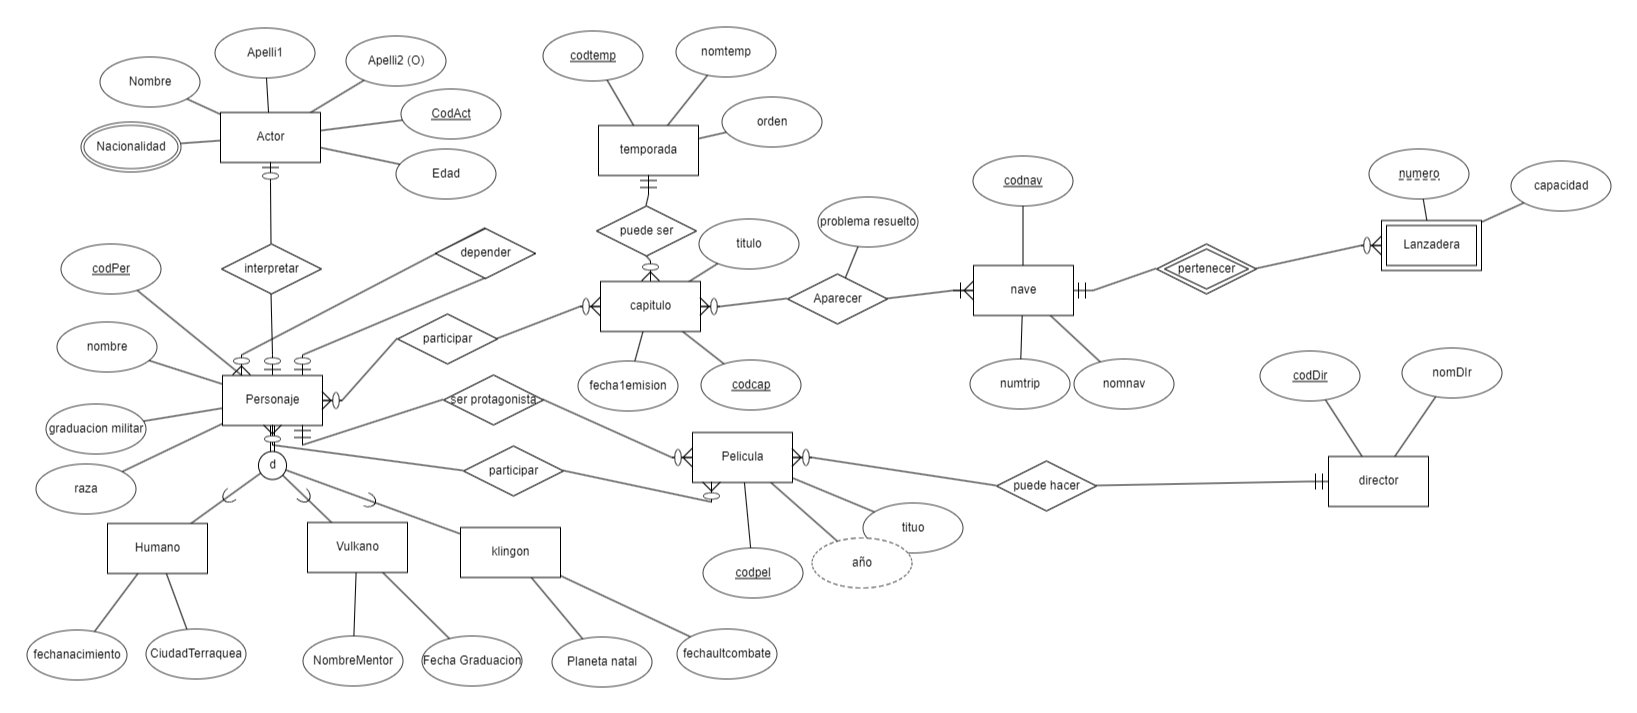 Apelli1
Apelli2 (O)
Nombre
CodAct
Nacionalidad
Actor
Edad
codtemp
nomtemp
orden
temporada
puede ser
titulo
problema resuelto
codnav
numero
capacidad
Lanzadera
pertenecer
interpretar
depender
codPer
capitulo
Aparecer
nave
participar
nombre
fecha1emision
codcap
numtrip
nomnav
codDir
nomDIr
Personaje
ser protagonista
graduacion militar
Pelicula
participar
puede hacer
director
raza
d
tituo
año
codpel
Humano
Vulkano
klingon
fechanacimiento
CiudadTerraquea
NombreMentor
Fecha Graduacion
Planeta natal
fechaultcombate